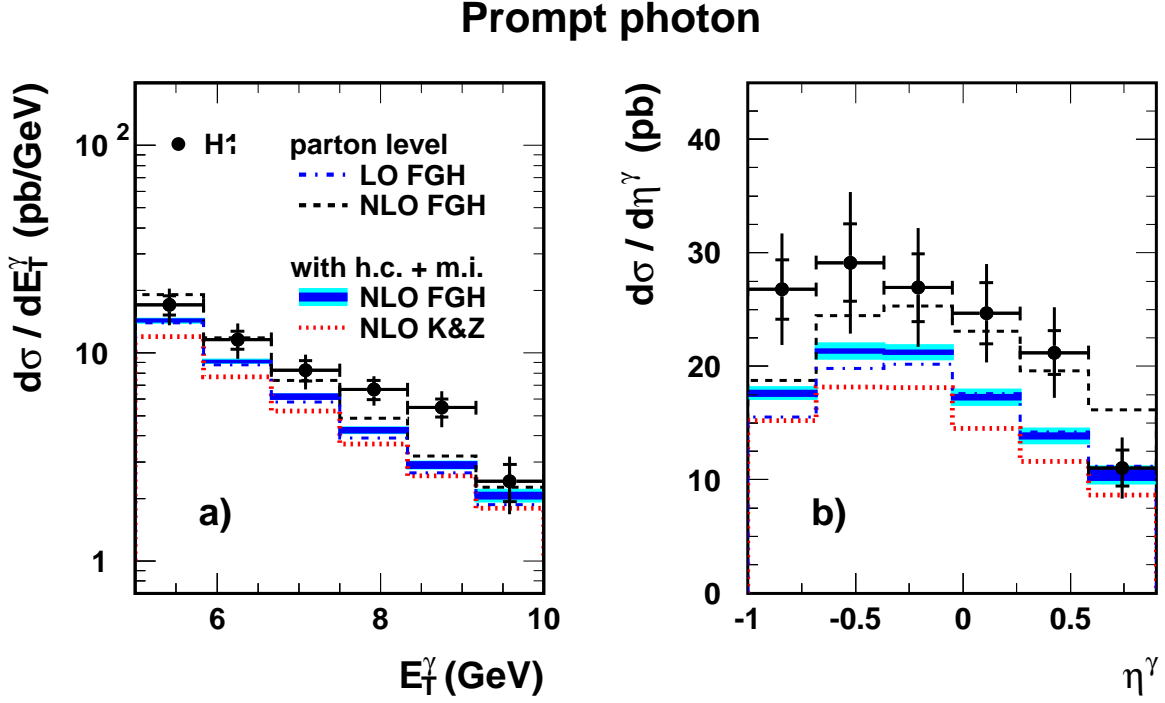 Prompt photon
dσ / dE_T^γ (pb/GeV)
10^2
10
1
H1
parton level
LO FGH
NLO FGH
with h.c. + m.i.
NLO FGH
NLO K&Z
a)
6
8
10
E_T^γ (GeV)
dσ / dη^γ (pb)
40
30
20
10
0
b)
-1
-0.5
0
0.5
η^γ